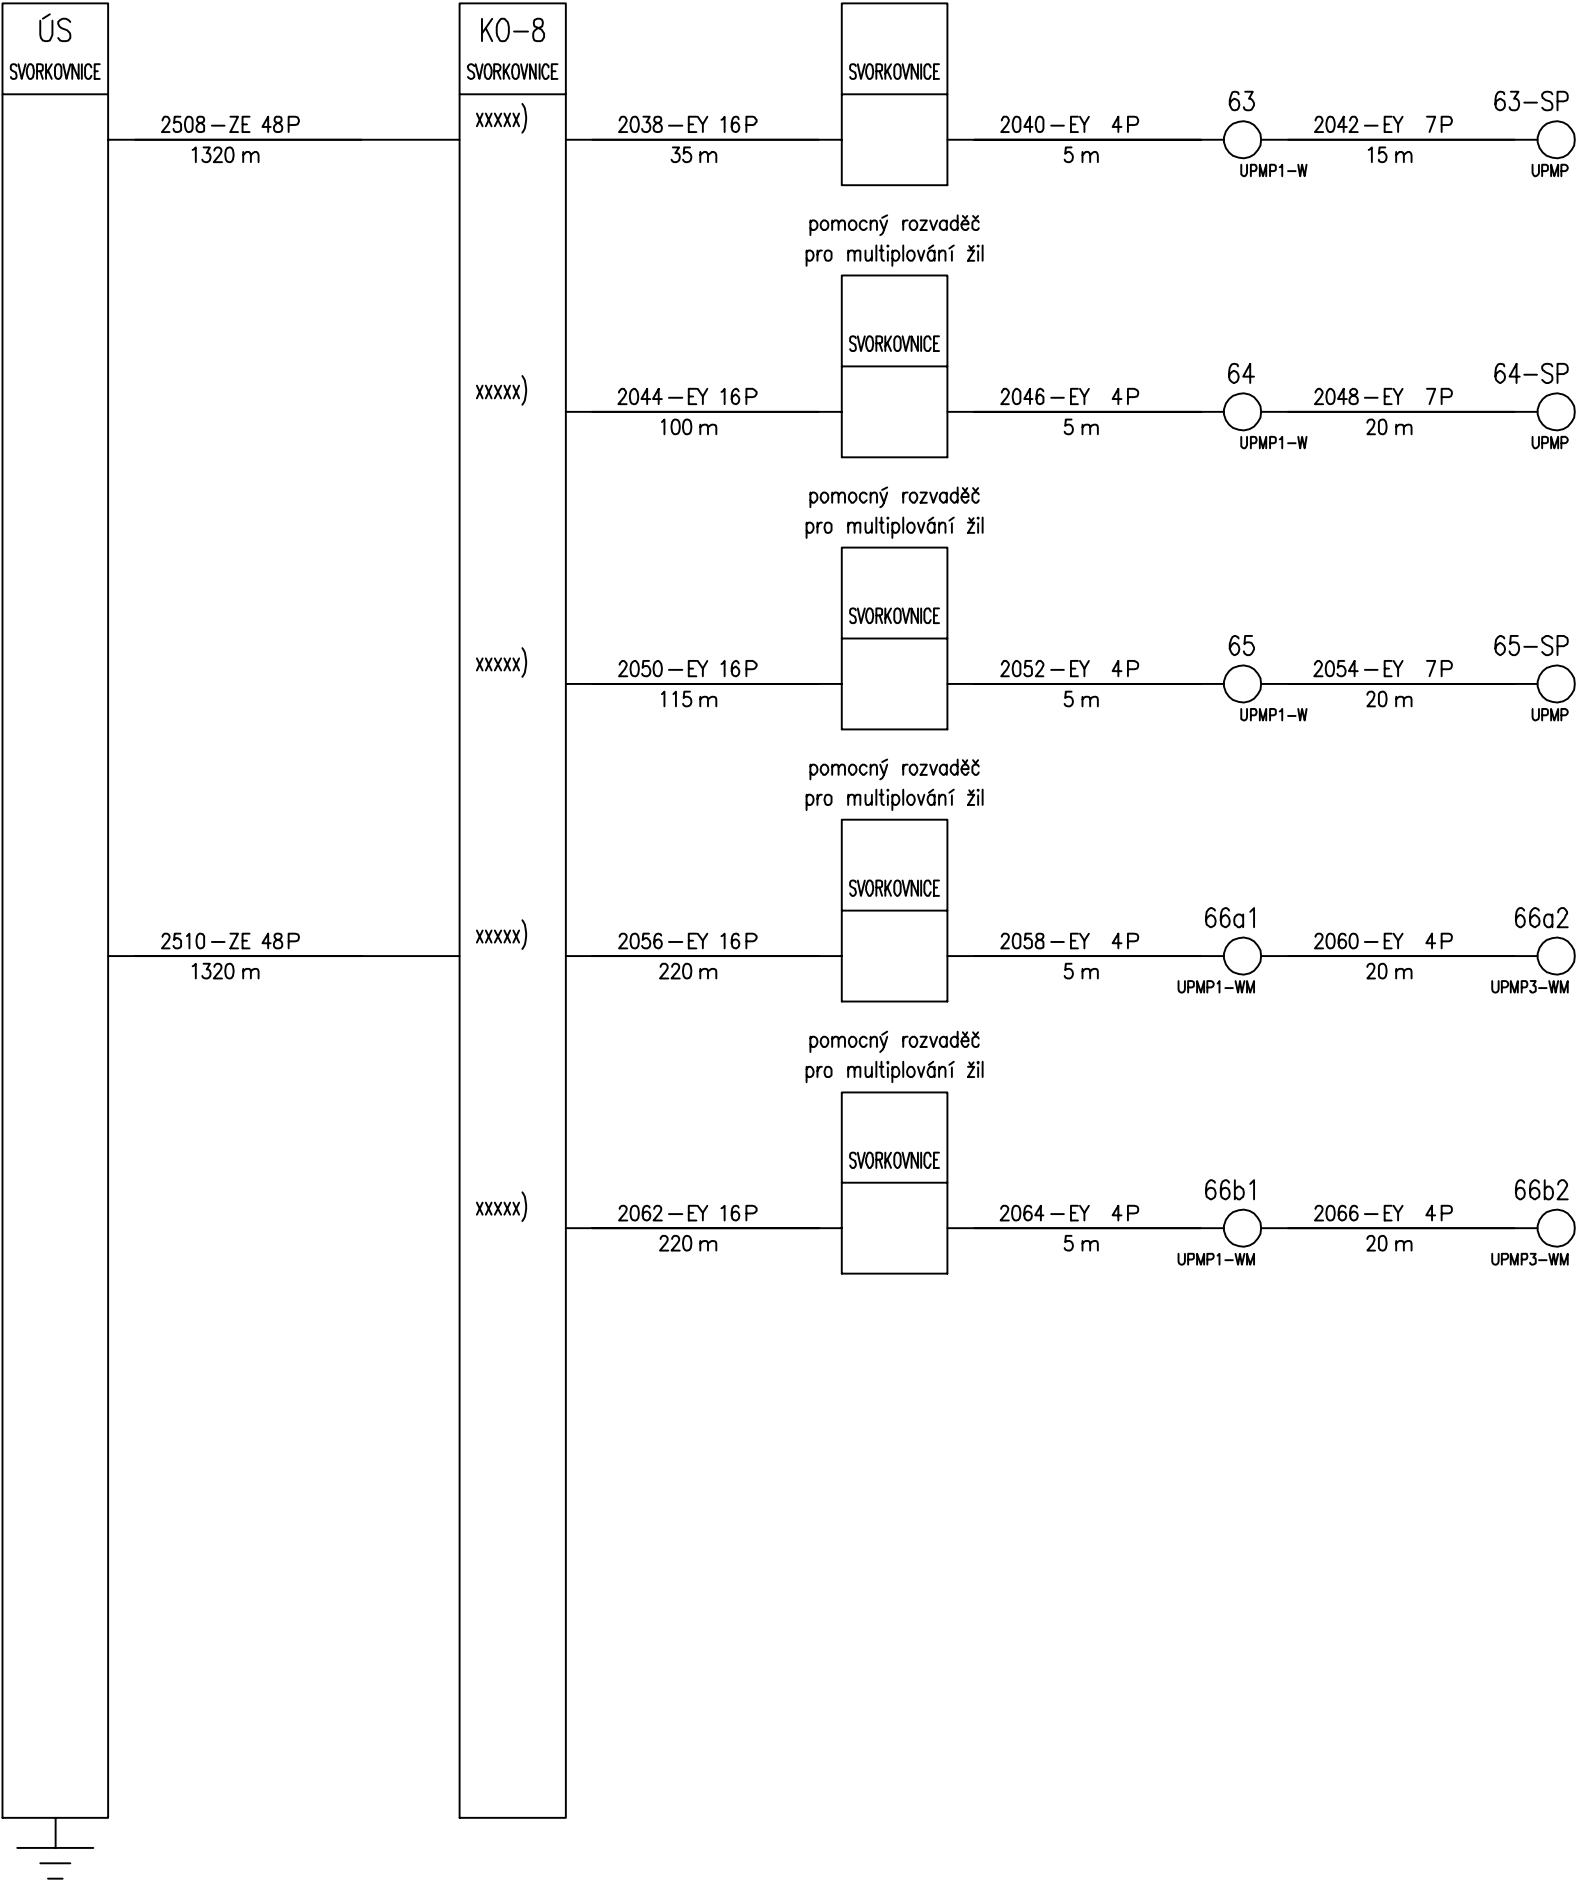 ÚS
SVORKOVNICE
KO-8
SVORKOVNICE
SVORKOVNICE
xxxxx)
2508-ZE 48P
1320 m
2038-EY 16P
35 m
2040-EY 4P
5 m
63
UPMP1-W
2042-EY 7P
15 m
63-SP
UPMP
pomocný rozvaděč
pro multiplování žil
SVORKOVNICE
xxxxx)
2044-EY 16P
100 m
2046-EY 4P
5 m
64
UPMP1-W
2048-EY 7P
20 m
64-SP
UPMP
pomocný rozvaděč
pro multiplování žil
SVORKOVNICE
xxxxx)
2050-EY 16P
115 m
2052-EY 4P
5 m
65
UPMP1-W
2054-EY 7P
20 m
65-SP
UPMP
pomocný rozvaděč
pro multiplování žil
SVORKOVNICE
2510-ZE 48P
1320 m
xxxxx)
2056-EY 16P
220 m
2058-EY 4P
5 m
66a1
UPMP1-WM
2060-EY 4P
20 m
66a2
UPMP3-WM
pomocný rozvaděč
pro multiplování žil
SVORKOVNICE
xxxxx)
2062-EY 16P
220 m
2064-EY 4P
5 m
66b1
UPMP1-WM
2066-EY 4P
20 m
66b2
UPMP3-WM